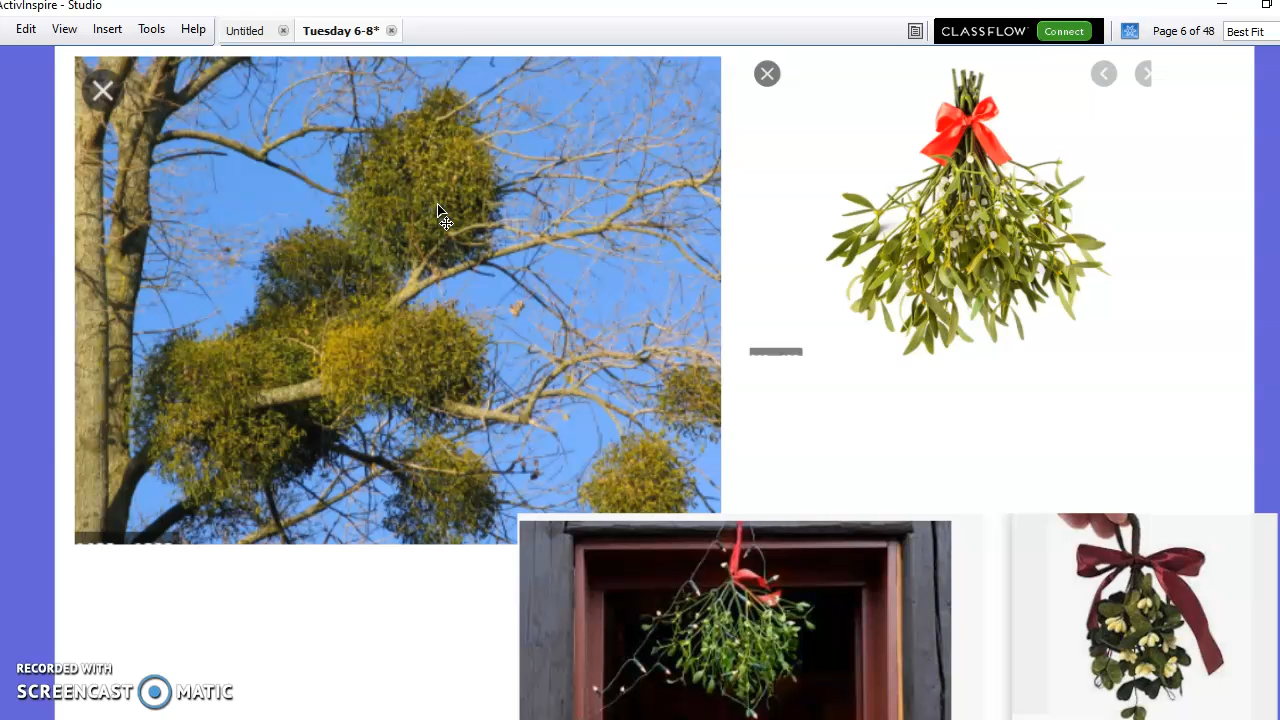 ActivInspire - Studio
Edit View Insert Tools Help Untitled Tuesday 6-8* CLASSFLOW Connect Page 6 of 48 Best Fit
RECORDED WITH
SCREENCAST MATIC